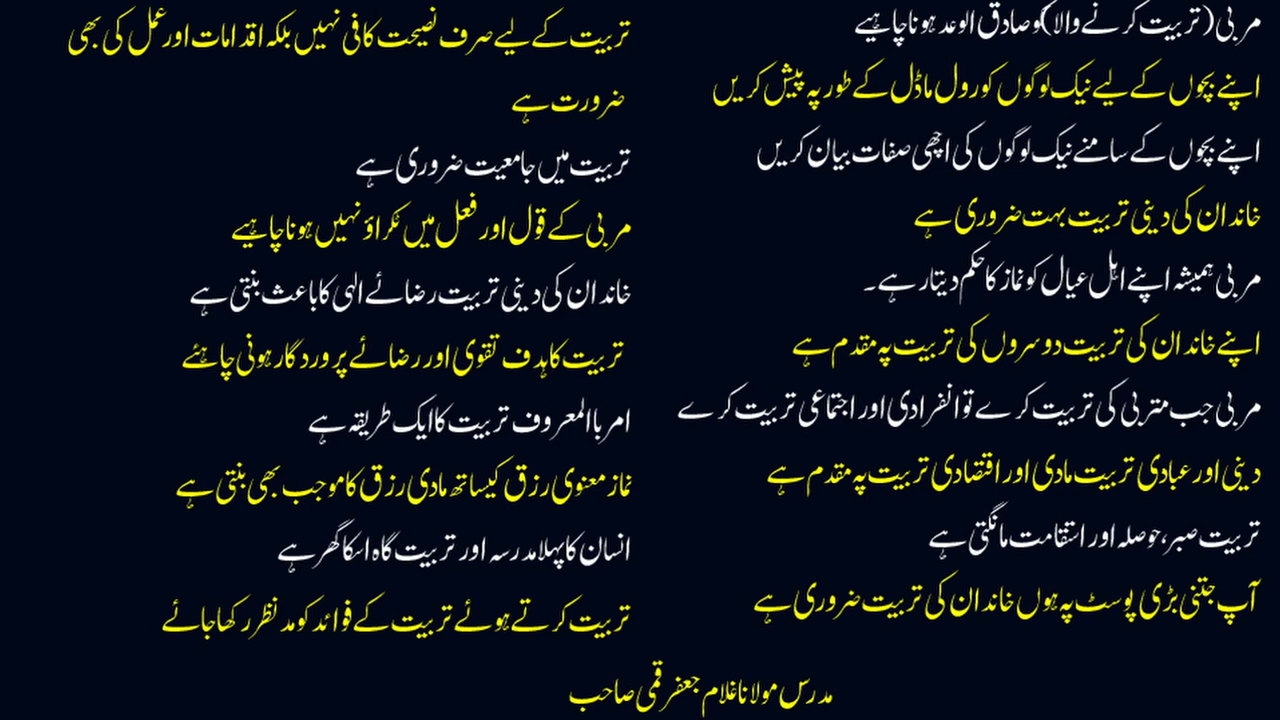 مربی (تربیت کرنے والا) و صادق الوعد ہونا چاہیے
اپنے بچوں کے لیے نیک لوگوں کو رول ماڈل کے طور پہ پیش کریں
اپنے بچوں کے سامنے نیک لوگوں کی اچھی صفات بیان کریں
خاندان کی دینی تربیت بہت ضروری ہے
مربی ہمیشہ اپنے اہل عیال کو نماز کا حکم دیتا رہے۔
اپنے خاندان کی تربیت دوسروں کی تربیت پہ مقدم ہے
مربی جب متربی کی تربیت کرے تو انفرادی اور اجتماعی تربیت کرے
دینی اور عبادی تربیت مادی اور اقتصادی تربیت پہ مقدم ہے
تربیت صبر، حوصلہ اور استقامت مانگتی ہے
آپ جتنی بڑی پوسٹ پہ ہوں خاندان کی تربیت ضروری ہے
تربیت کے لیے صرف نصیحت کافی نہیں بلکہ اقدامات اور عمل کی بھی
ضرورت ہے
تربیت میں جامعیت ضروری ہے
مربی کے قول اور فعل میں ٹکراؤ نہیں ہونا چاہیے
خاندان کی دینی تربیت رضائے الہی کا باعث بنتی ہے
تربیت کا ہدف تقوی اور رضائے پروردگار ہونی چاہئے
امر باالمعروف تربیت کا ایک طریقہ ہے
نماز معنوی رزق کیساتھ مادی رزق کا موجب بھی بنتی ہے
انسان کا پہلا مدرسہ اور تربیت گاہ اسکا گھر ہے
تربیت کرتے ہوئے تربیت کے فوائد کو مد نظر رکھا جائے
مدرس مولانا غلام جعفر قمی صاحب